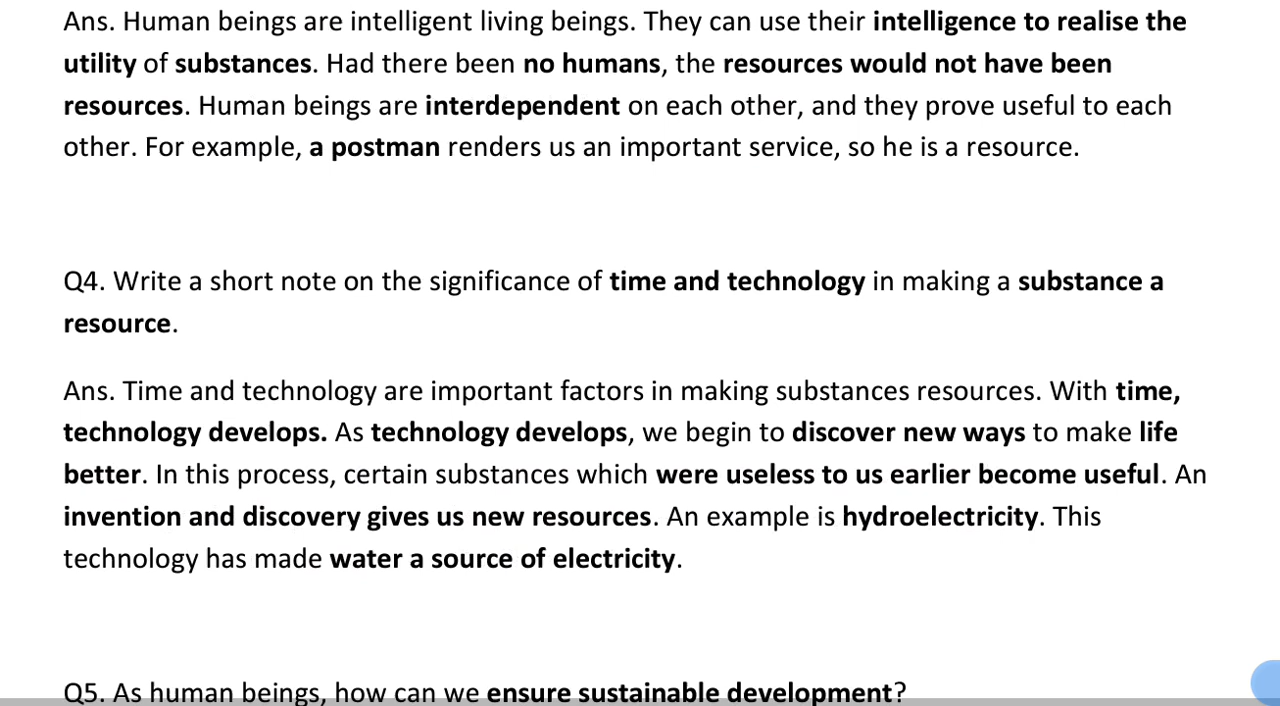 Ans. Human beings are intelligent living beings. They can use their intelligence to realise the
utility of substances. Had there been no humans, the resources would not have been
resources. Human beings are interdependent on each other, and they prove useful to each
other. For example, a postman renders us an important service, so he is a resource.
Q4. Write a short note on the significance of time and technology in making a substance a
resource.
Ans. Time and technology are important factors in making substances resources. With time,
technology develops. As technology develops, we begin to discover new ways to make life
better. In this process, certain substances which were useless to us earlier become useful. An
invention and discovery gives us new resources. An example is hydroelectricity. This
technology has made water a source of electricity.
Q5. As human beings, how can we ensure sustainable development?